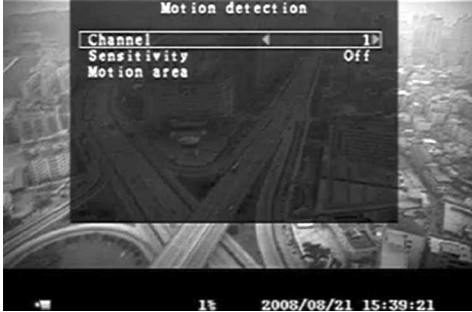 Motion detection
Channel 1
Sensitivity Off
Motion area
1% 2008/08/21 15:39:21